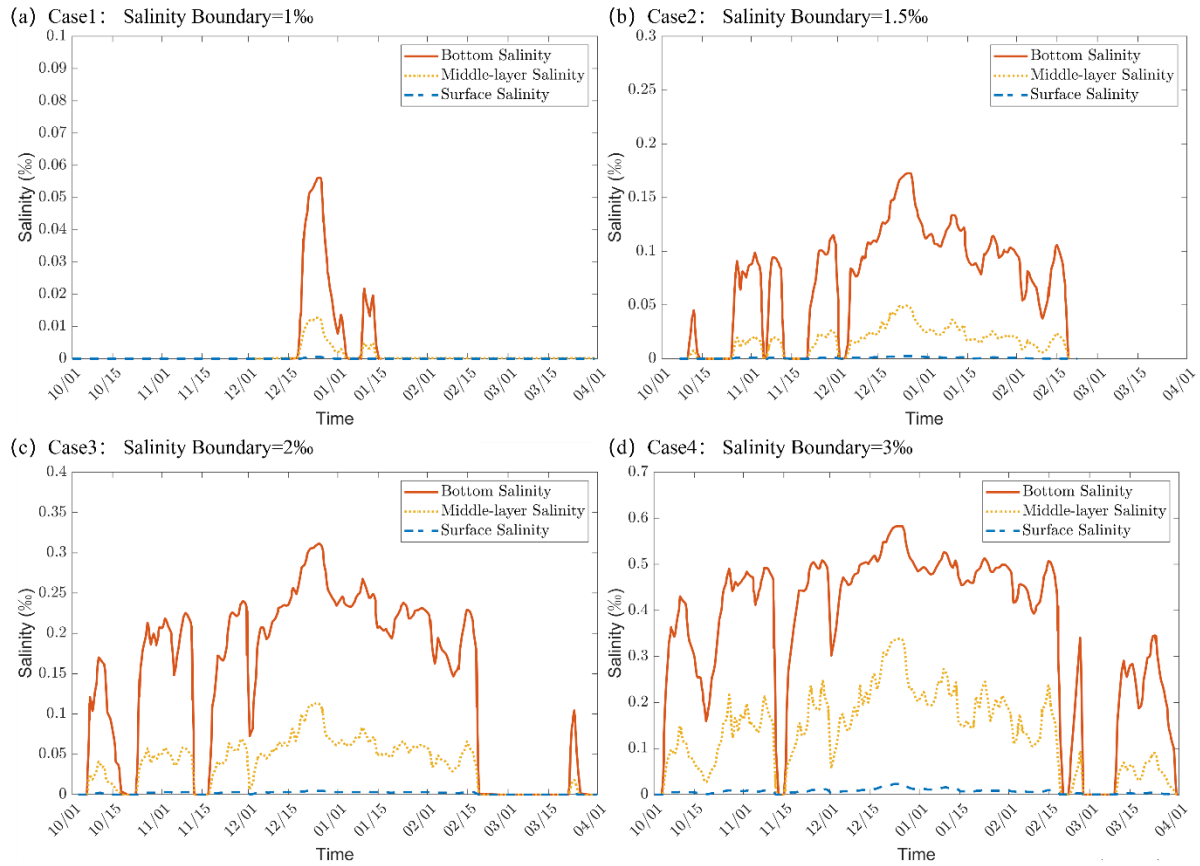 (a) Case1: Salinity Boundary=1‰
0.1
0.09
0.08
0.07
0.06
0.05
0.04
0.03
0.02
0.01
0
Salinity (‰)
Bottom Salinity
Middle-layer Salinity
Surface Salinity
10/01 10/15 11/01 11/15 12/01 12/15 01/01 01/15 02/01 02/15 03/01 03/15 04/01
Time
(b) Case2: Salinity Boundary=1.5‰
0.3
0.25
0.2
0.15
0.1
0.05
0
Salinity (‰)
Bottom Salinity
Middle-layer Salinity
Surface Salinity
10/01 10/15 11/01 11/15 12/01 12/15 01/01 01/15 02/01 02/15 03/01 03/15 04/01
Time
(c) Case3: Salinity Boundary=2‰
0.4
0.35
0.3
0.25
0.2
0.15
0.1
0.05
0
Salinity (‰)
Bottom Salinity
Middle-layer Salinity
Surface Salinity
10/01 10/15 11/01 11/15 12/01 12/15 01/01 01/15 02/01 02/15 03/01 03/15 04/01
Time
(d) Case4: Salinity Boundary=3‰
0.7
0.6
0.5
0.4
0.3
0.2
0.1
0
Salinity (‰)
Bottom Salinity
Middle-layer Salinity
Surface Salinity
10/01 10/15 11/01 11/15 12/01 12/15 01/01 01/15 02/01 02/15 03/01 03/15 04/01
Time